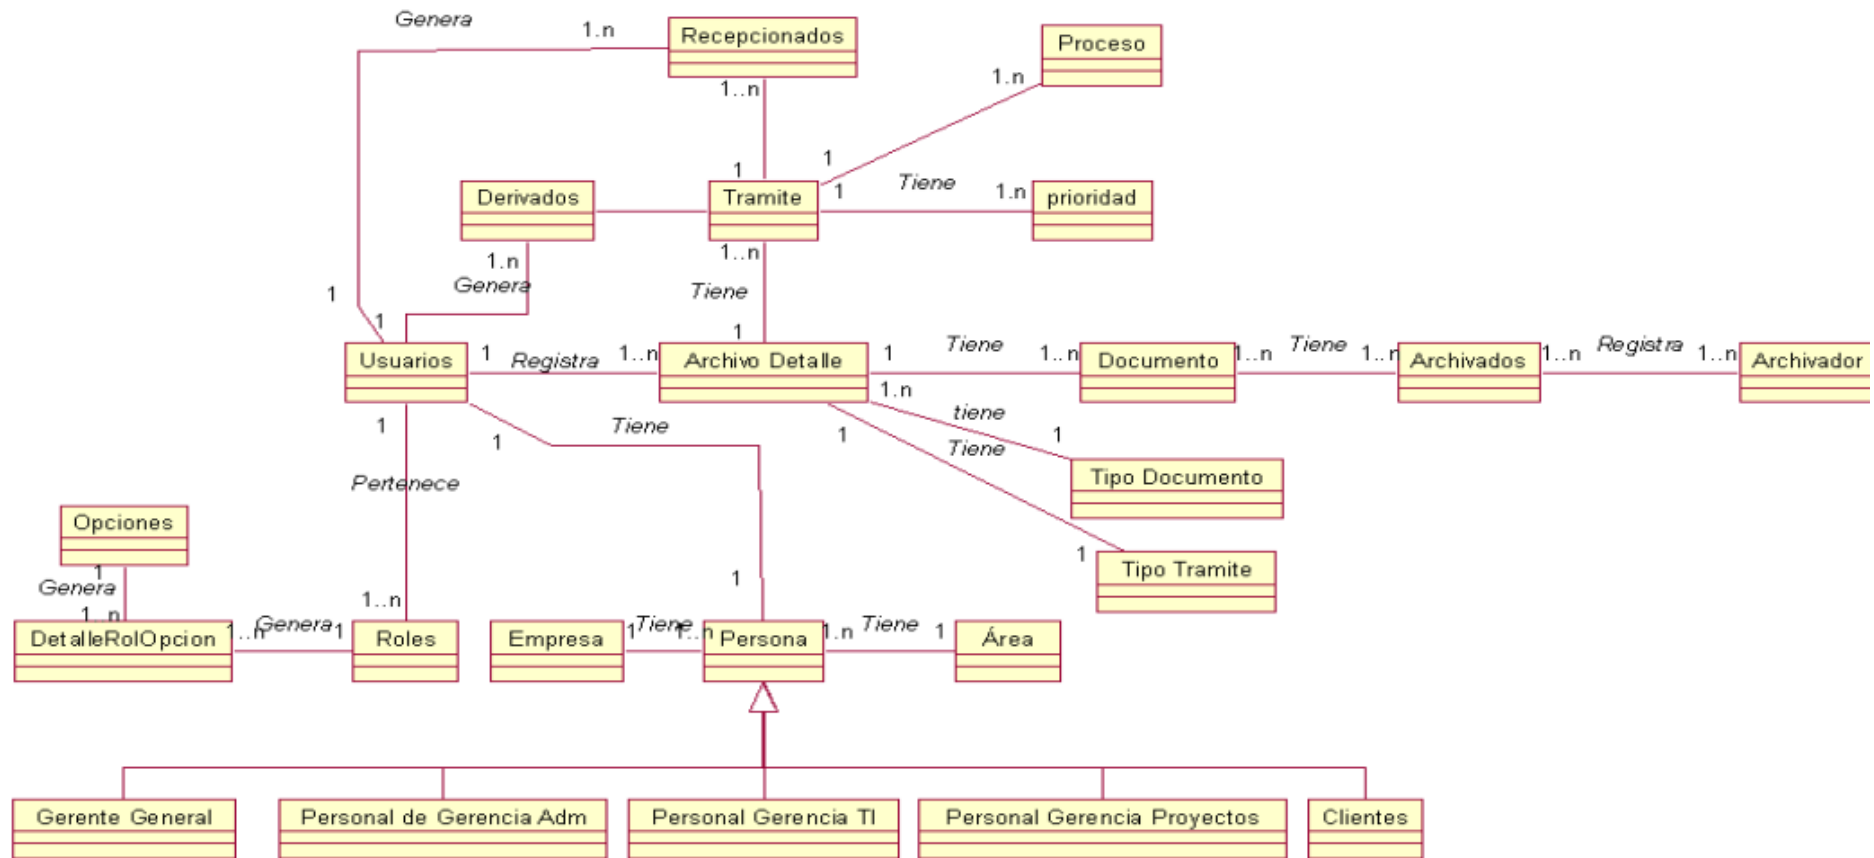 Genera
1..n
Recepcionados
Proceso
1..n
1..n
1
1
Derivados
Tramite
1
Tiene
1..n
prioridad
1..n
1..n
Genera
Tiene
1
1
1
Usuarios
1
Registra
1..n
Archivo Detalle
1
Tiene
1..n
Documento
1..n
Tiene
1..n
Archivados
1..n
Registra
1..n
Archivador
1..n
tiene
1
1
1
Tiene
1
Tiene
Tipo Documento
Pertenece
Opciones
1
Tipo Tramite
1
Genera
1..n
1..n
1
DetalleRolOpcion
1..n
Genera
1
Roles
Empresa
1
Tiene
1..n
Persona
1..n
Tiene
1
Área
Gerente General
Personal de Gerencia Adm
Personal Gerencia TI
Personal Gerencia Proyectos
Clientes